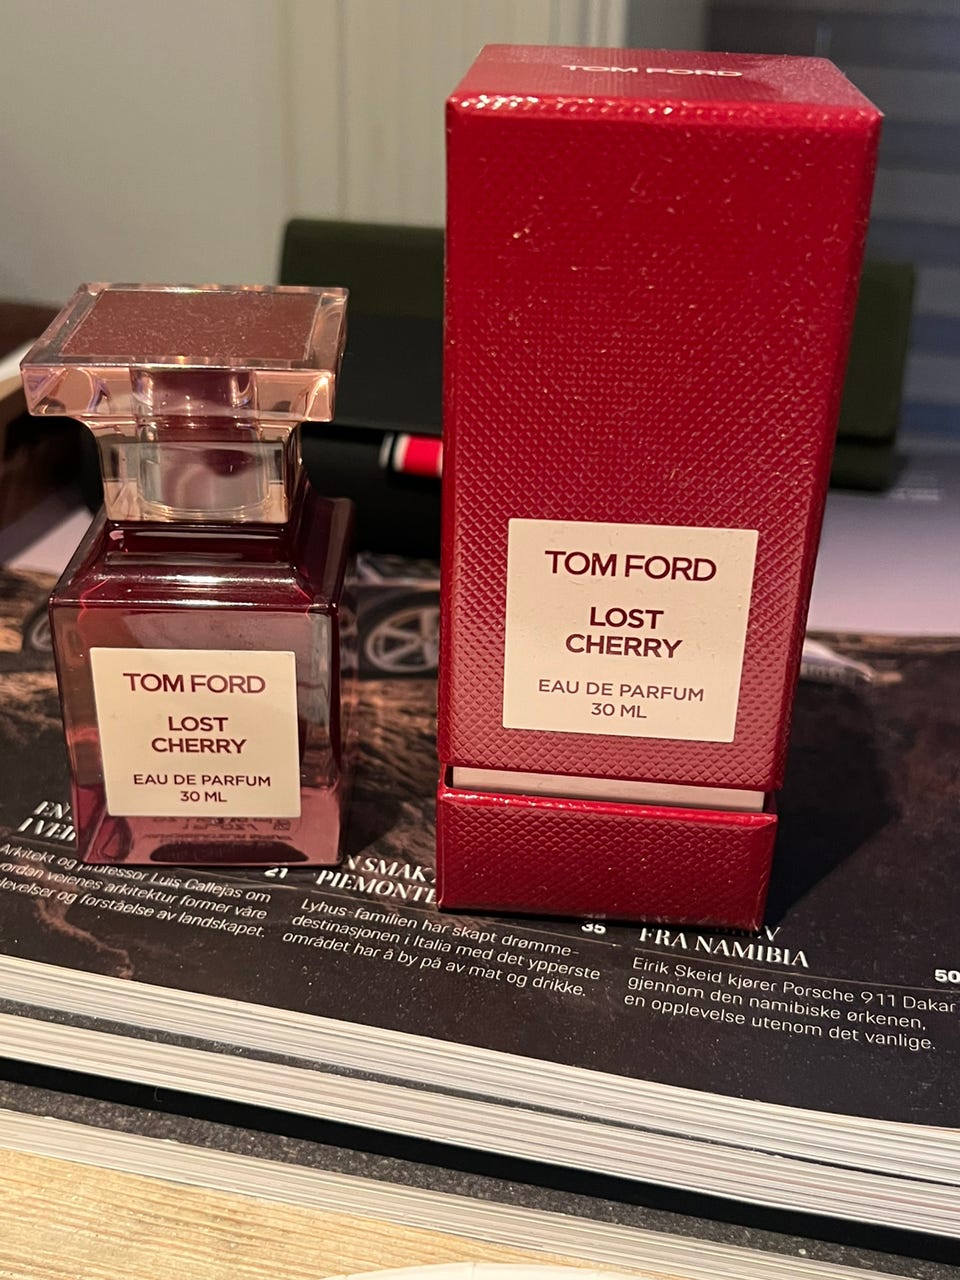 TOM FORD
TOM FORD
LOST
CHERRY
EAU DE PARFUM
30 ML
TOM FORD
LOST
CHERRY
EAU DE PARFUM
30 ML
Arkitekt og professor Luis Callejas om
veienes arkitektur former våre
og forståelse av landskapet.
21
SMAK
PIEMONTE
Lyhus-familien har skapt drømme-
destinasjonen i Italia med det ypperste
området har å by på av mat og drikke.
35
FRA NAMIBIA
Eirik Skeid kjører Porsche 911 Dakar
gjennom den namibiske ørkenen,
en opplevelse utenom det vanlige.
50